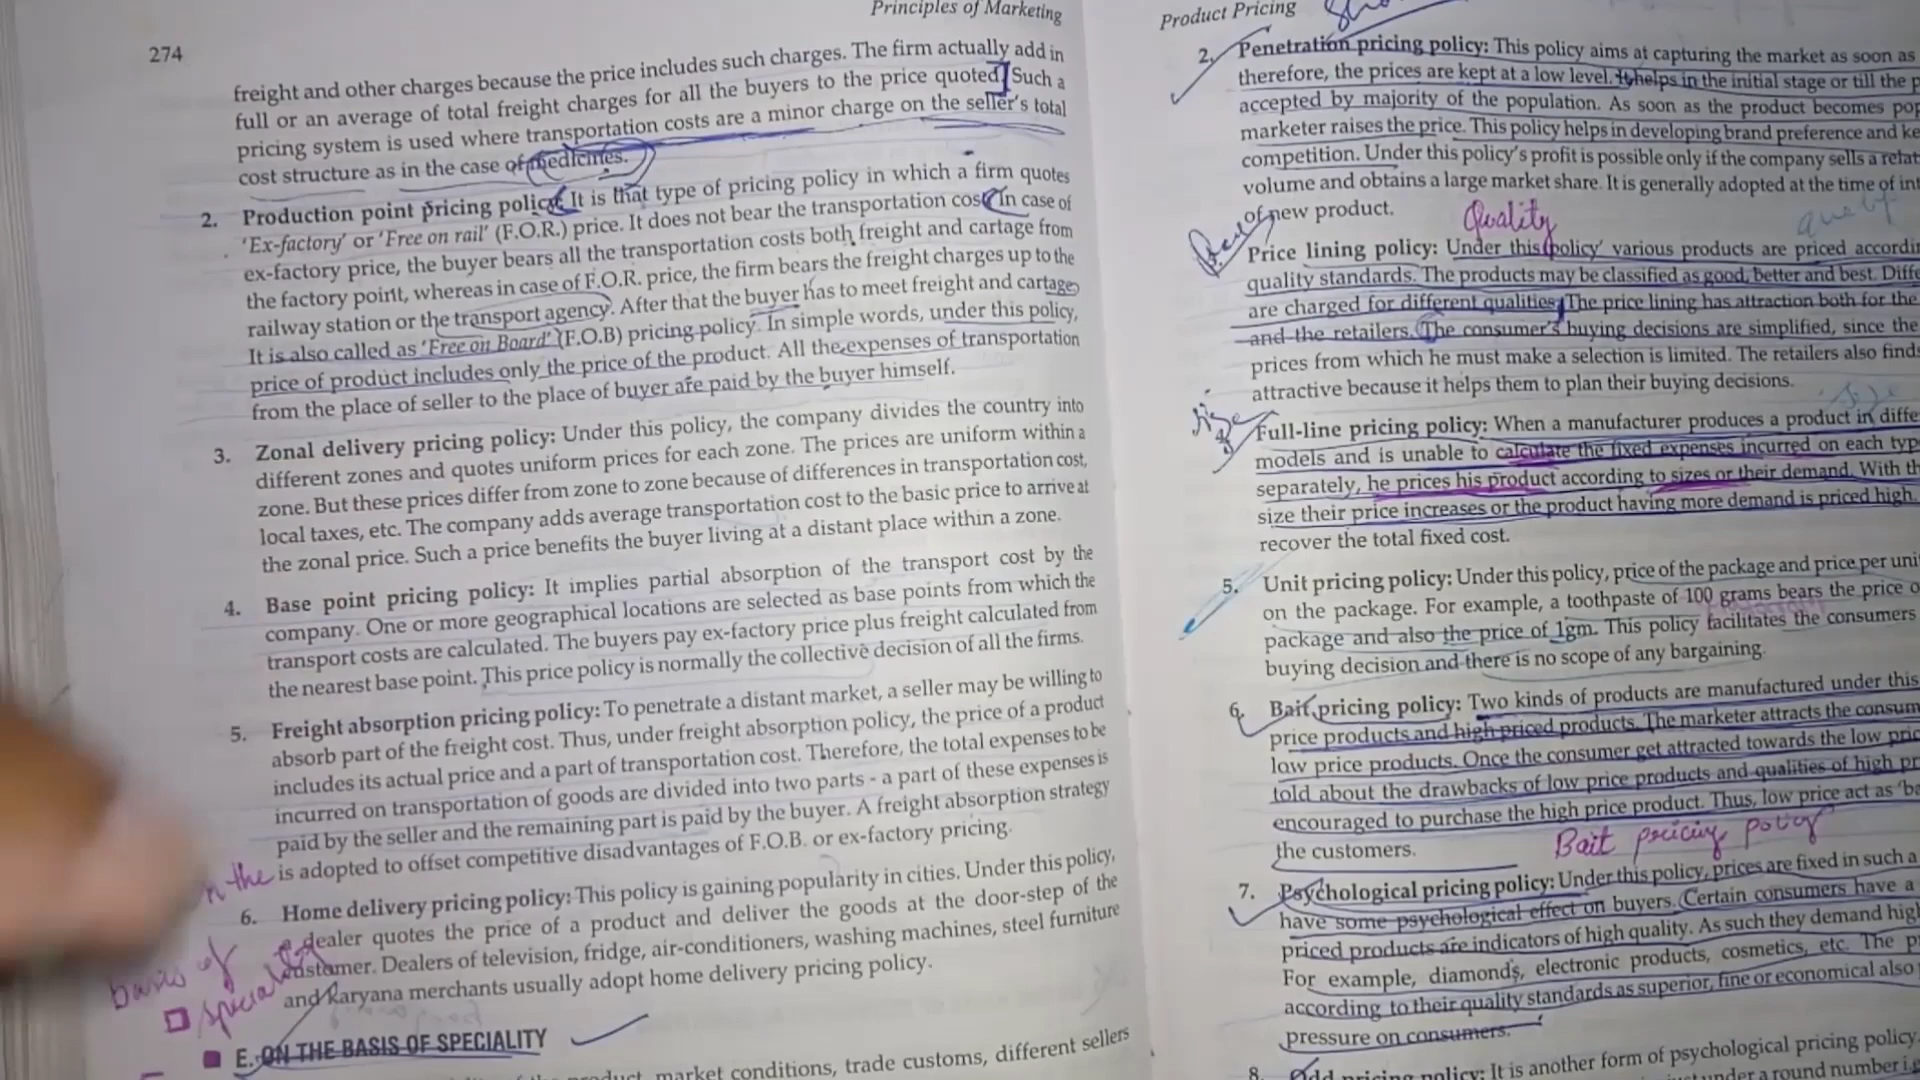 274
Principles of Marketing
freight and other charges because the price includes such charges. The firm actually add in
full or an average of total freight charges for all the buyers to the price quoted. Such a
pricing system is used where transportation costs are a minor charge on the seller's total
cost structure as in the case of medicines.
2. Production point pricing policy: It is that type of pricing policy in which a firm quotes
'Ex-factory' or 'Free on rail' (F.O.R.) price. It does not bear the transportation cost. In case of
ex-factory price, the buyer bears all the transportation costs both freight and cartage from
the factory point, whereas in case of F.O.R. price, the firm bears the freight charges up to the
railway station or the transport agency. After that the buyer has to meet freight and cartage.
It is also called as 'Free on Board' (F.O.B) pricing policy. In simple words, under this policy,
price of product includes only the price of the product. All the expenses of transportation
from the place of seller to the place of buyer are paid by the buyer himself.
3. Zonal delivery pricing policy: Under this policy, the company divides the country into
different zones and quotes uniform prices for each zone. The prices are uniform within a
zone. But these prices differ from zone to zone because of differences in transportation cost,
local taxes, etc. The company adds average transportation cost to the basic price to arrive at
the zonal price. Such a price benefits the buyer living at a distant place within a zone.
4. Base point pricing policy: It implies partial absorption of the transport cost by the
company. One or more geographical locations are selected as base points from which the
transport costs are calculated. The buyers pay ex-factory price plus freight calculated from
the nearest base point. This price policy is normally the collective decision of all the firms.
5. Freight absorption pricing policy: To penetrate a distant market, a seller may be willing to
absorb part of the freight cost. Thus, under freight absorption policy, the price of a product
includes its actual price and a part of transportation cost. Therefore, the total expenses to be
incurred on transportation of goods are divided into two parts - a part of these expenses is
paid by the seller and the remaining part is paid by the buyer. A freight absorption strategy
is adopted to offset competitive disadvantages of F.O.B. or ex-factory pricing.
6. Home delivery pricing policy: This policy is gaining popularity in cities. Under this policy,
a dealer quotes the price of a product and deliver the goods at the door-step of the
customer. Dealers of television, fridge, air-conditioners, washing machines, steel furniture
and karyana merchants usually adopt home delivery pricing policy.
n the
basis of
E. ON THE BASIS OF SPECIALITY
product, market conditions, trade customs, different sellers
Product Pricing
2. Penetration pricing policy: This policy aims at capturing the market as soon as
therefore, the prices are kept at a low level. It helps in the initial stage or till the p
accepted by majority of the population. As soon as the product becomes pop
marketer raises the price. This policy helps in developing brand preference and ke
competition. Under this policy's profit is possible only if the company sells a relat
volume and obtains a large market share. It is generally adopted at the time of int
of new product.
Quality
Price lining policy: Under this 'policy' various products are priced accordin
quality standards. The products may be classified as good, better and best. Diffe
are charged for different qualities. The price lining has attraction both for the
and the retailers. The consumer's buying decisions are simplified, since the
prices from which he must make a selection is limited. The retailers also finds
attractive because it helps them to plan their buying decisions.
Full-line pricing policy: When a manufacturer produces a product in differe
models and is unable to calculate the fixed expenses incurred on each type
separately, he prices his product according to sizes or their demand. With th
size their price increases or the product having more demand is priced high.
recover the total fixed cost.
5. Unit pricing policy: Under this policy, price of the package and price per uni
on the package. For example, a toothpaste of 100 grams bears the price o
package and also the price of 1gm. This policy facilitates the consumers
buying decision and there is no scope of any bargaining.
6. Bait pricing policy: Two kinds of products are manufactured under this
price products and high priced products. The marketer attracts the consum
low price products. Once the consumer get attracted towards the low pric
told about the drawbacks of low price products and qualities of high pr
encouraged to purchase the high price product. Thus, low price act as 'ba
the customers.
Bait pricing policy
7. Psychological pricing policy: Under this policy, prices are fixed in such a
have some psychological effect on buyers. Certain consumers have a
priced products are indicators of high quality. As such they demand high
For example, diamonds, electronic products, cosmetics, etc. The p
according to their quality standards as superior, fine or economical also
pressure on consumers.
8. Odd pricing policy: It is another form of psychological pricing policy.
under a round number i.e